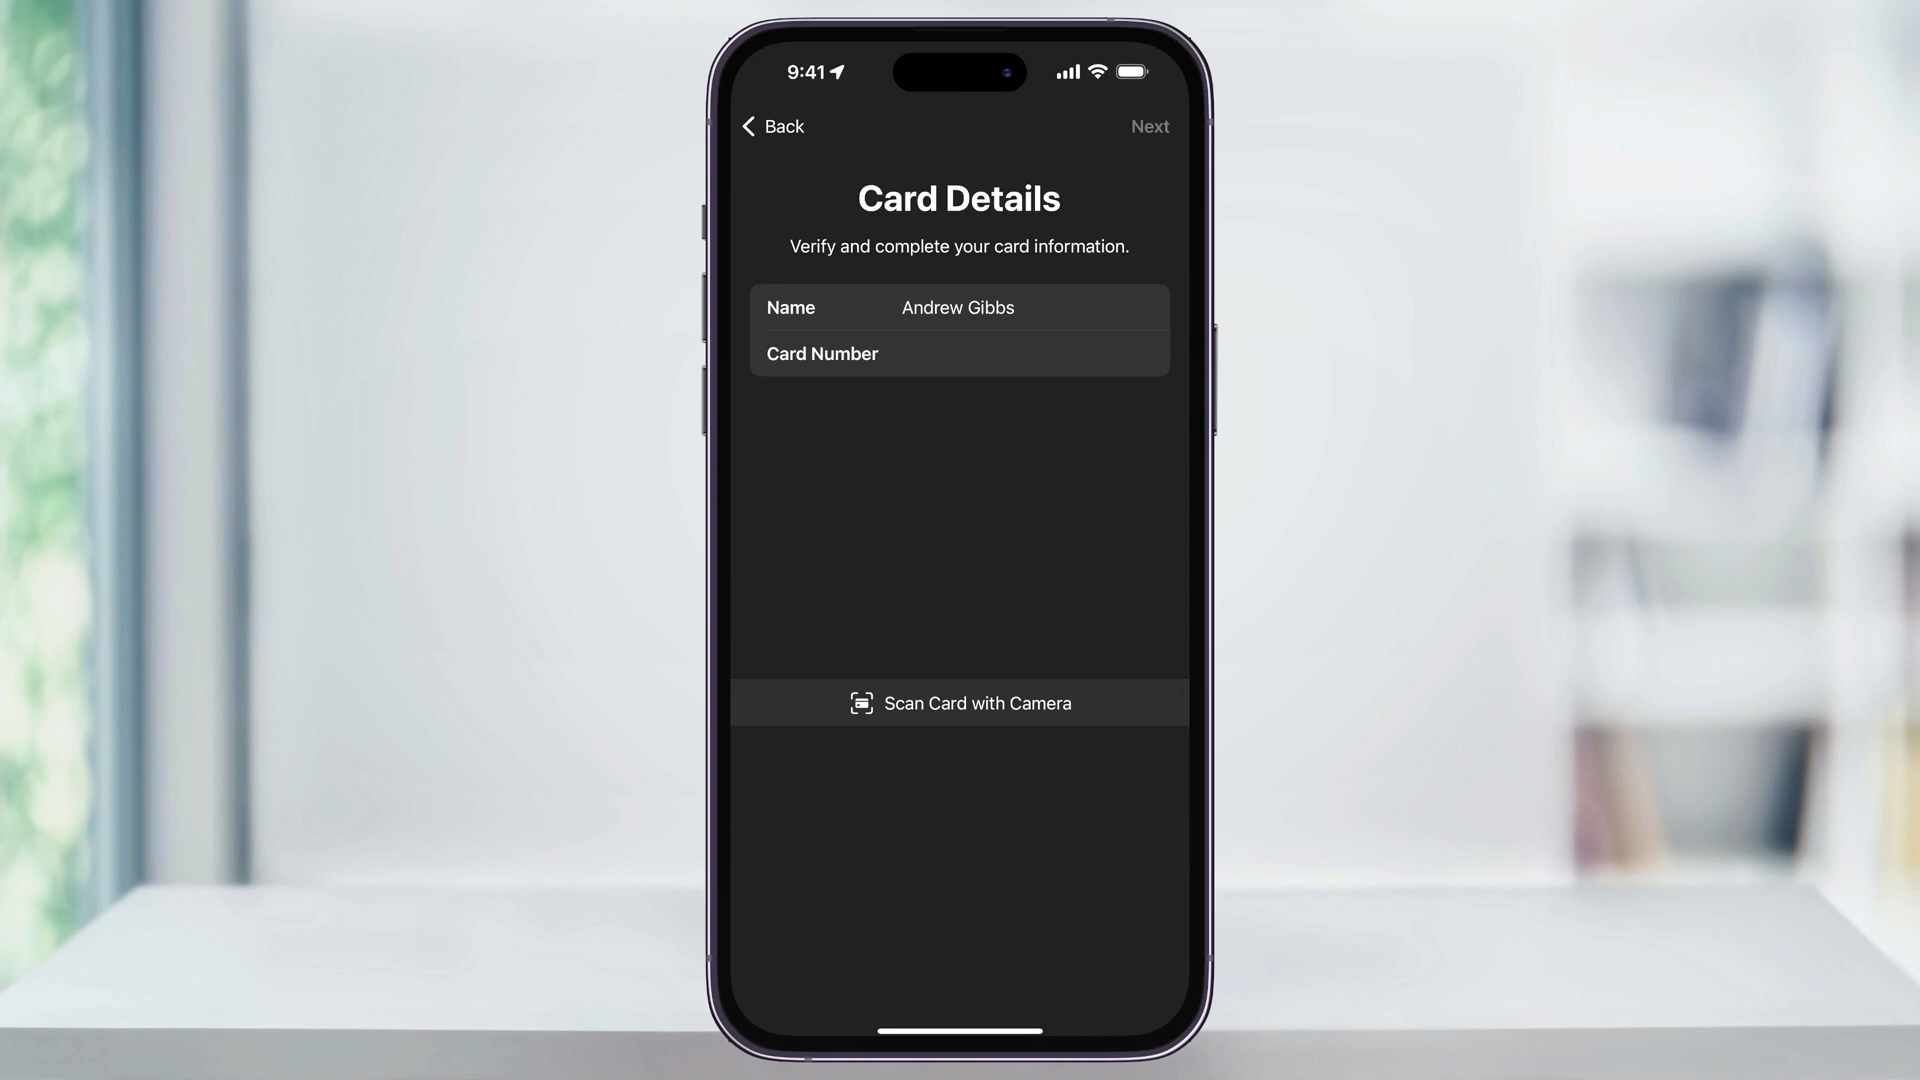 9:41
Back
Next
Card Details
Verify and complete your card information.
Name Andrew Gibbs
Card Number
Scan Card with Camera